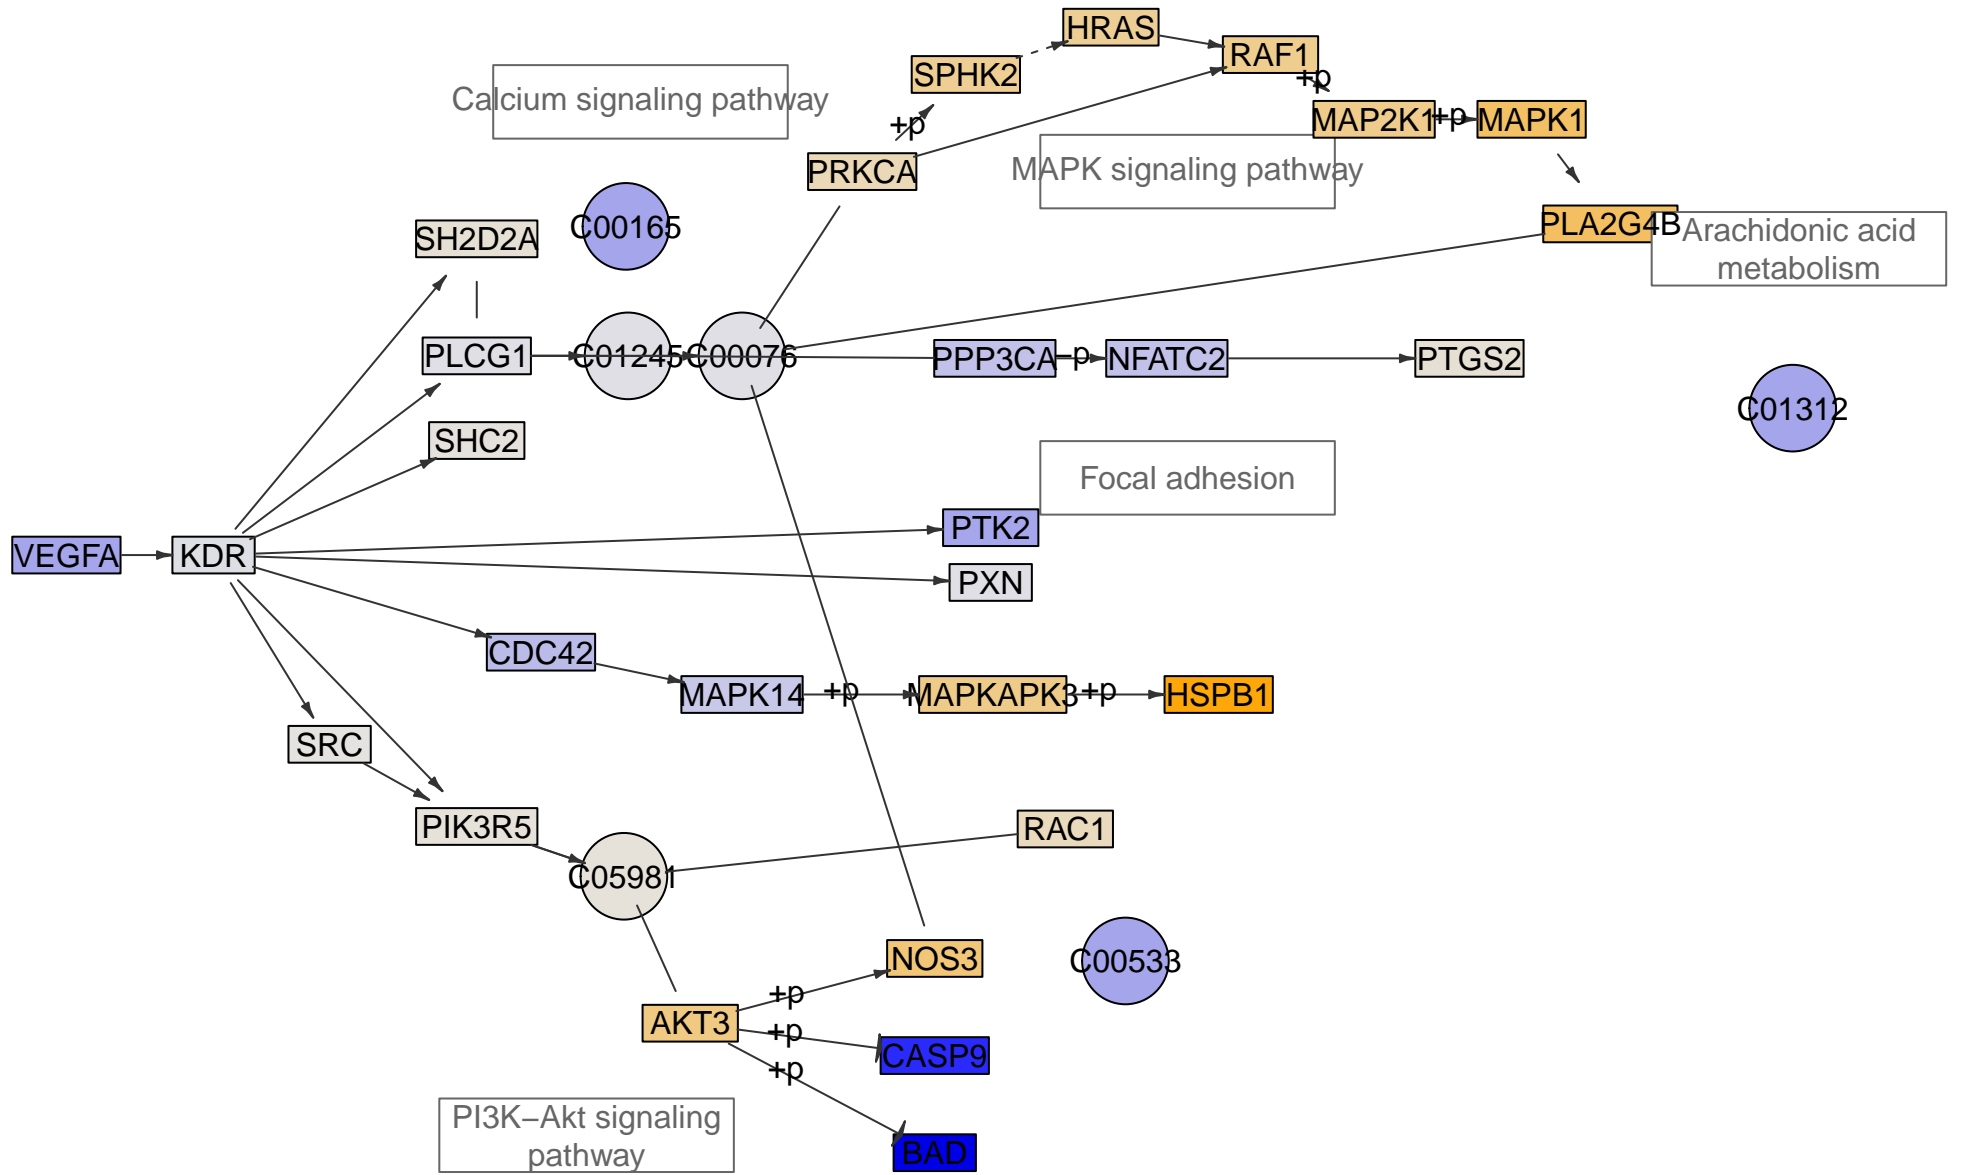 HRAS
RAF1
SPHK2
+p
Calcium signaling pathway
MAP2K1
+p
MAPK1
+p
PRKCA
MAPK signaling pathway
C00165
SH2D2A
PLA2G4B
Arachidonic acid
metabolism
PLCG1
C01245
C00076
PPP3CA
−p
NFATC2
PTGS2
C01312
SHC2
Focal adhesion
PTK2
VEGFA
KDR
PXN
CDC42
MAPK14
+p
MAPKAPK3
+p
HSPB1
SRC
PIK3R5
RAC1
C05981
NOS3
C00533
+p
AKT3
+p
CASP9
+p
PI3K−Akt signaling
pathway
BAD